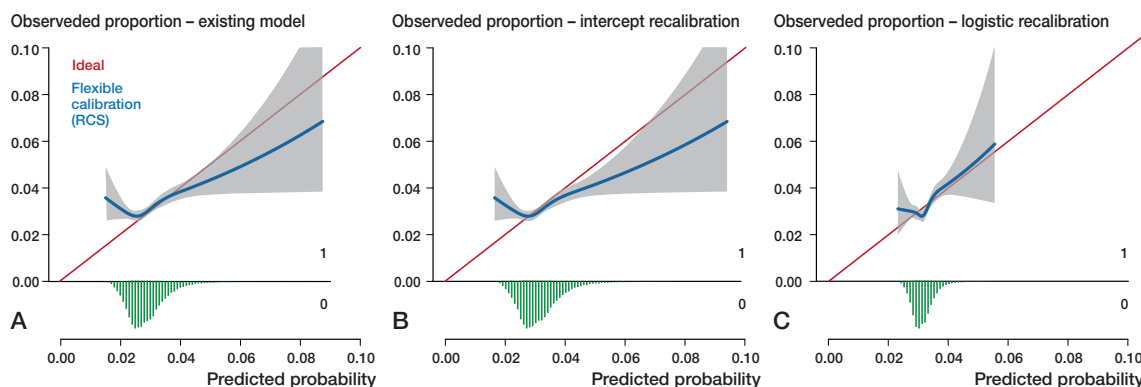 Observeded proportion – existing model
0.10
0.08
0.06
0.04
0.02
0.00
Ideal
Flexible
calibration
(RCS)
1
0
A
0.00 0.02 0.04 0.06 0.08 0.10
Predicted probability
Observeded proportion – intercept recalibration
0.10
0.08
0.06
0.04
0.02
0.00
1
0
B
0.00 0.02 0.04 0.06 0.08 0.10
Predicted probability
Observeded proportion – logistic recalibration
0.10
0.08
0.06
0.04
0.02
0.00
1
0
C
0.00 0.02 0.04 0.06 0.08 0.10
Predicted probability